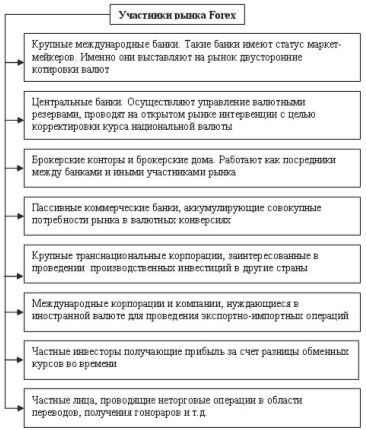 Участники рынка Forex
Крупные международные банки. Такие банки имеют статус маркет-
мейкеров. Именно они выставляют на рынок двусторонние
котировки валют
Центральные банки. Осуществляют управление валютными
резервами, проводят на открытом рынке интервенции с целью
корректировки курса национальной валюты
Брокерские конторы и брокерские дома. Работают как посредники
между банками и иными участниками рынка
Пассивные коммерческие банки, аккумулирующие совокупные
потребности рынка в валютных конверсиях
Крупные транснациональные корпорации, заинтересованные в
проведении производственных инвестиций в другие страны
Международные корпорации и компании, нуждающиеся в
иностранной валюте для проведения экспортно-импортных операций
Частные инвесторы получающие прибыль за счет разницы обменных
курсов во времени
Частные лица, проводящие неторговые операции в области
переводов, получения гонораров и т.д.